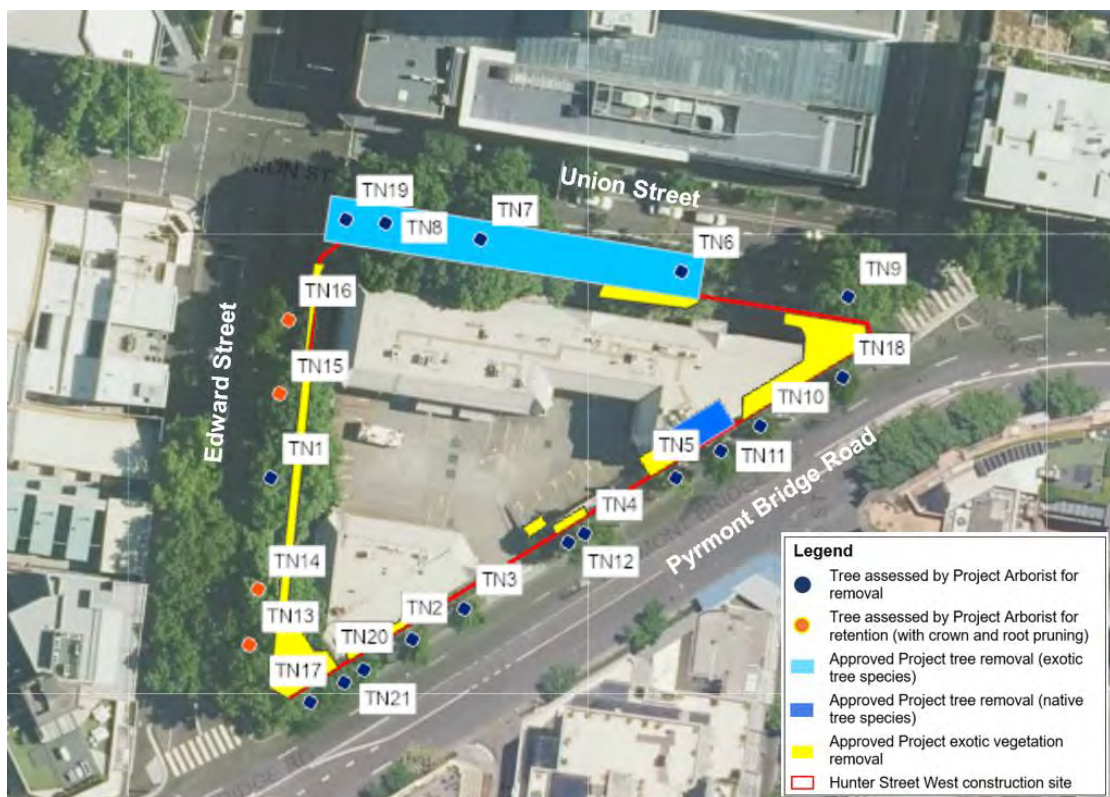 UNION ST
Union Street
TN19
TN8
TN7
TN6
TN9
TN16
TN18
TN15
TN10
Edward Street
TN1
TN5
TN11
TN4
Pyrmont Bridge Road
TN14
TN12
TN3
TN13
TN2
TN20
TN17
TN21
Legend
Tree assessed by Project Arborist for
removal
Tree assessed by Project Arborist for
retention (with crown and root pruning)
Approved Project tree removal (exotic
tree species)
Approved Project tree removal (native
tree species)
Approved Project exotic vegetation
removal
Hunter Street West construction site